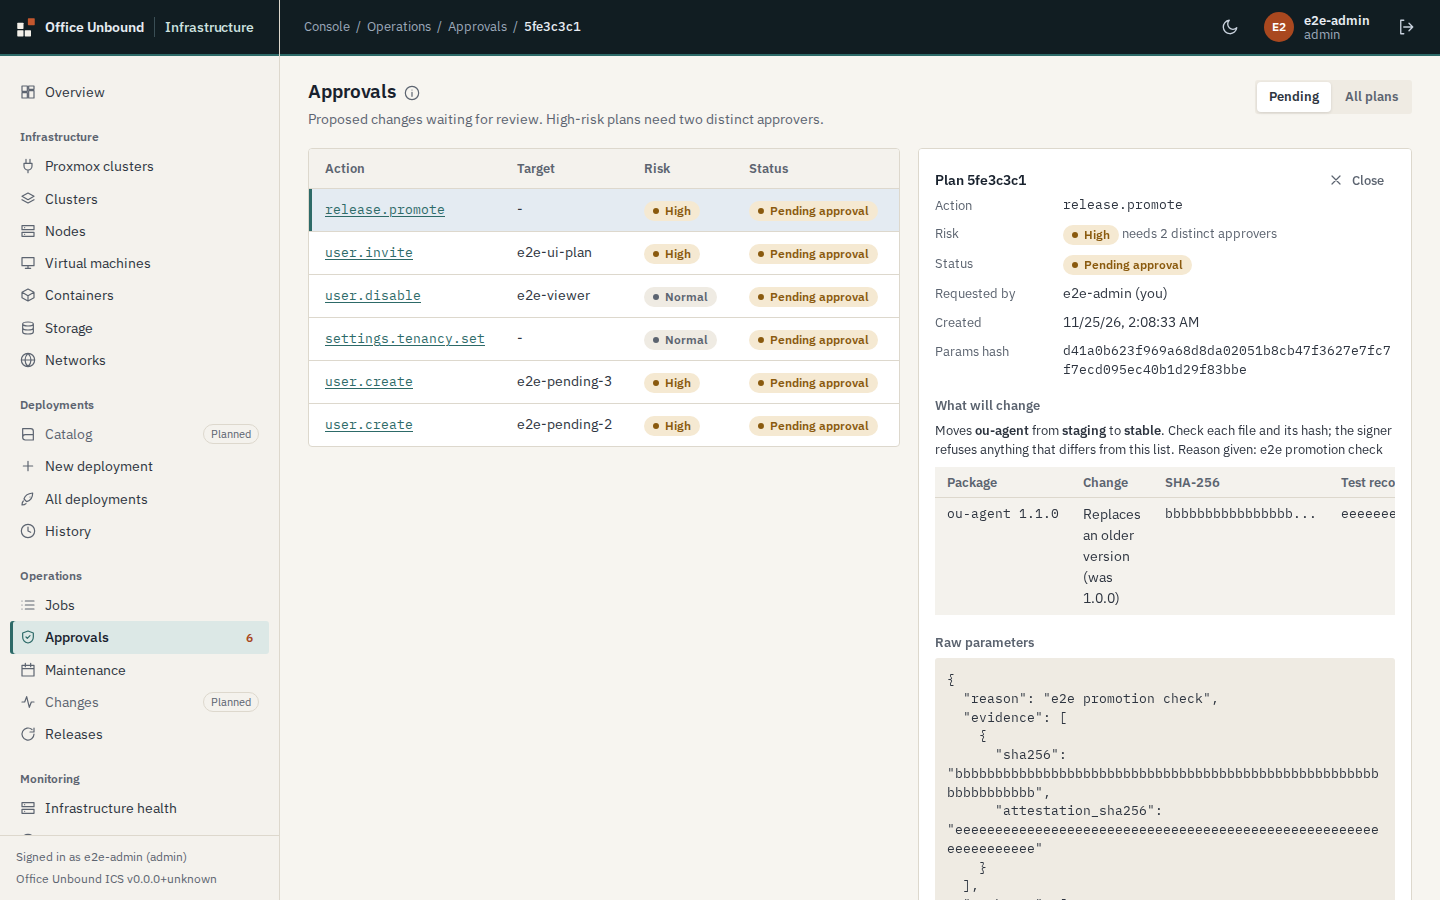 Office Unbound
Infrastructure
Console / Operations / Approvals / 5fe3c3c1
E2
e2e-admin
admin
Overview
Infrastructure
Proxmox clusters
Clusters
Nodes
Virtual machines
Containers
Storage
Networks
Deployments
Catalog
Planned
New deployment
All deployments
History
Operations
Jobs
Approvals
6
Maintenance
Changes
Planned
Releases
Monitoring
Infrastructure health
Signed in as e2e-admin (admin)
Office Unbound ICS v0.0.0+unknown
Approvals
Proposed changes waiting for review. High-risk plans need two distinct approvers.
Pending
All plans
Action Target Risk Status
release.promote - High Pending approval
user.invite e2e-ui-plan High Pending approval
user.disable e2e-viewer Normal Pending approval
settings.tenancy.set - Normal Pending approval
user.create e2e-pending-3 High Pending approval
user.create e2e-pending-2 High Pending approval
Plan 5fe3c3c1
Close
Action release.promote
Risk High needs 2 distinct approvers
Status Pending approval
Requested by e2e-admin (you)
Created 11/25/26, 2:08:33 AM
Params hash d41a0b623f969a68d8da02051b8cb47f3627e7fc7
f7ecd095ec40b1d29f83bbe
What will change
Moves ou-agent from staging to stable. Check each file and its hash; the signer
refuses anything that differs from this list. Reason given: e2e promotion check
Package Change SHA-256 Test reco
ou-agent 1.1.0 Replaces bbbbbbbbbbbbbbbb... eeeeeee
an older
version
(was
1.0.0)
Raw parameters
{
"reason": "e2e promotion check",
"evidence": [
{
"sha256":
"bbbbbbbbbbbbbbbbbbbbbbbbbbbbbbbbbbbbbbbbbbbbbbbbbbbbb
bbbbbbbbbbb",
"attestation_sha256":
"eeeeeeeeeeeeeeeeeeeeeeeeeeeeeeeeeeeeeeeeeeeeeeeeeeeee
eeeeeeeeeee"
}
],